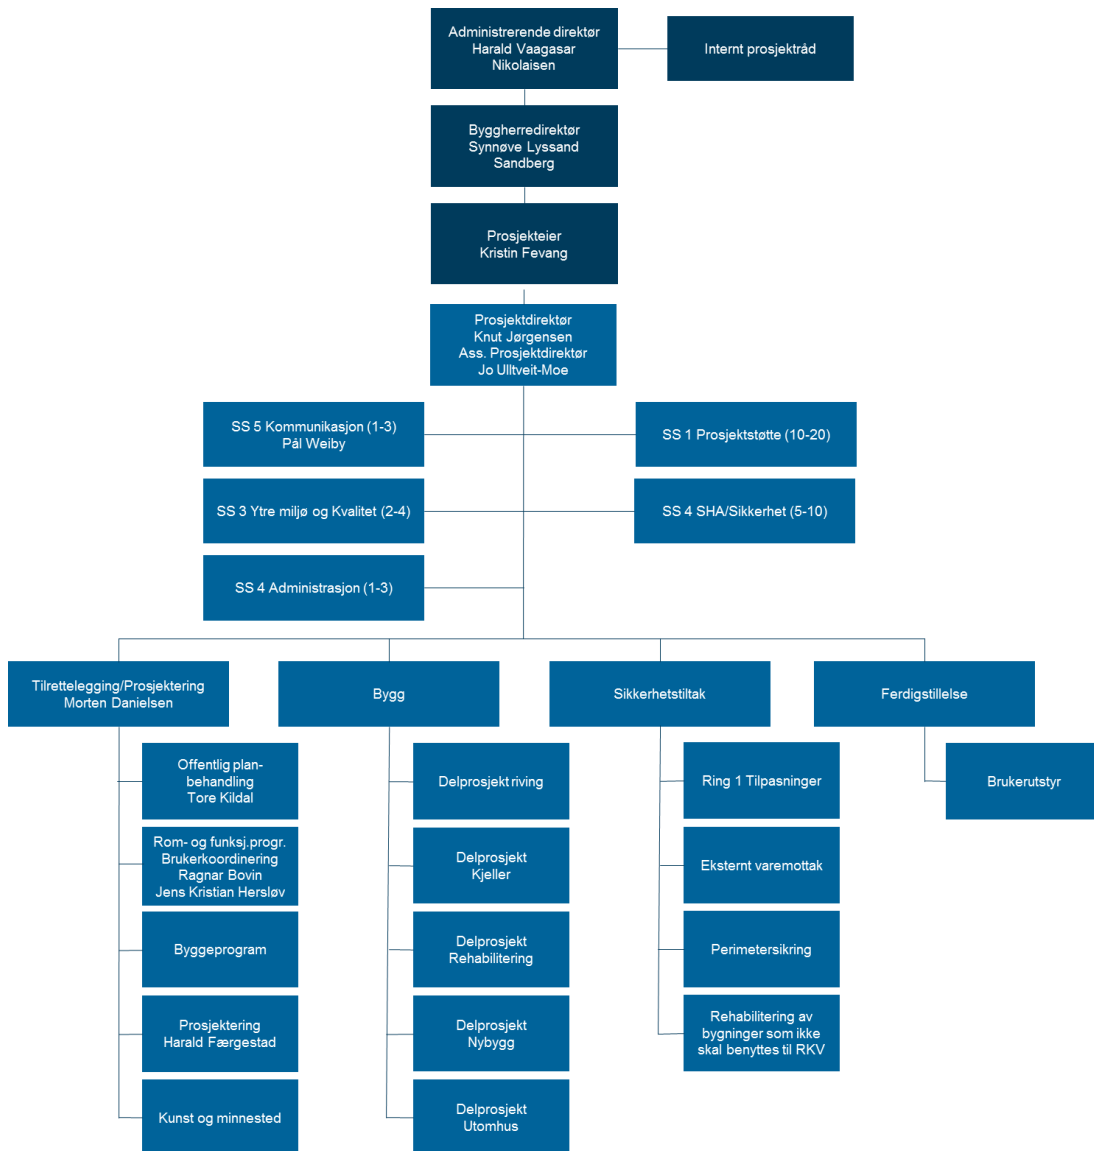 Administrerende direktør
Harald Vaagasar
Nikolaisen
Internt prosjektråd
Byggherredirektør
Synnøve Lyssand
Sandberg
Prosjekteier
Kristin Fevang
Prosjektdirektør
Knut Jørgensen
Ass. Prosjektdirektør
Jo Ulltveit-Moe
SS 5 Kommunikasjon (1-3)
Pål Weiby
SS 1 Prosjektstøtte (10-20)
SS 3 Ytre miljø og Kvalitet (2-4)
SS 4 SHA/Sikkerhet (5-10)
SS 4 Administrasjon (1-3)
Tilrettelegging/Prosjektering
Morten Danielsen
Bygg
Sikkerhetstiltak
Ferdigstillelse
Offentlig plan-
behandling
Tore Kildal
Rom- og funksj.progr.
Brukerkoordinering
Ragnar Bovin
Jens Kristian Hersløv
Byggeprogram
Prosjektering
Harald Færgestad
Kunst og minnested
Delprosjekt riving
Delprosjekt
Kjeller
Delprosjekt
Rehabilitering
Delprosjekt
Nybygg
Delprosjekt
Utomhus
Ring 1 Tilpasninger
Eksternt varemottak
Perimetersikring
Rehabilitering av
bygninger som ikke
skal benyttes til RKV
Brukerutstyr